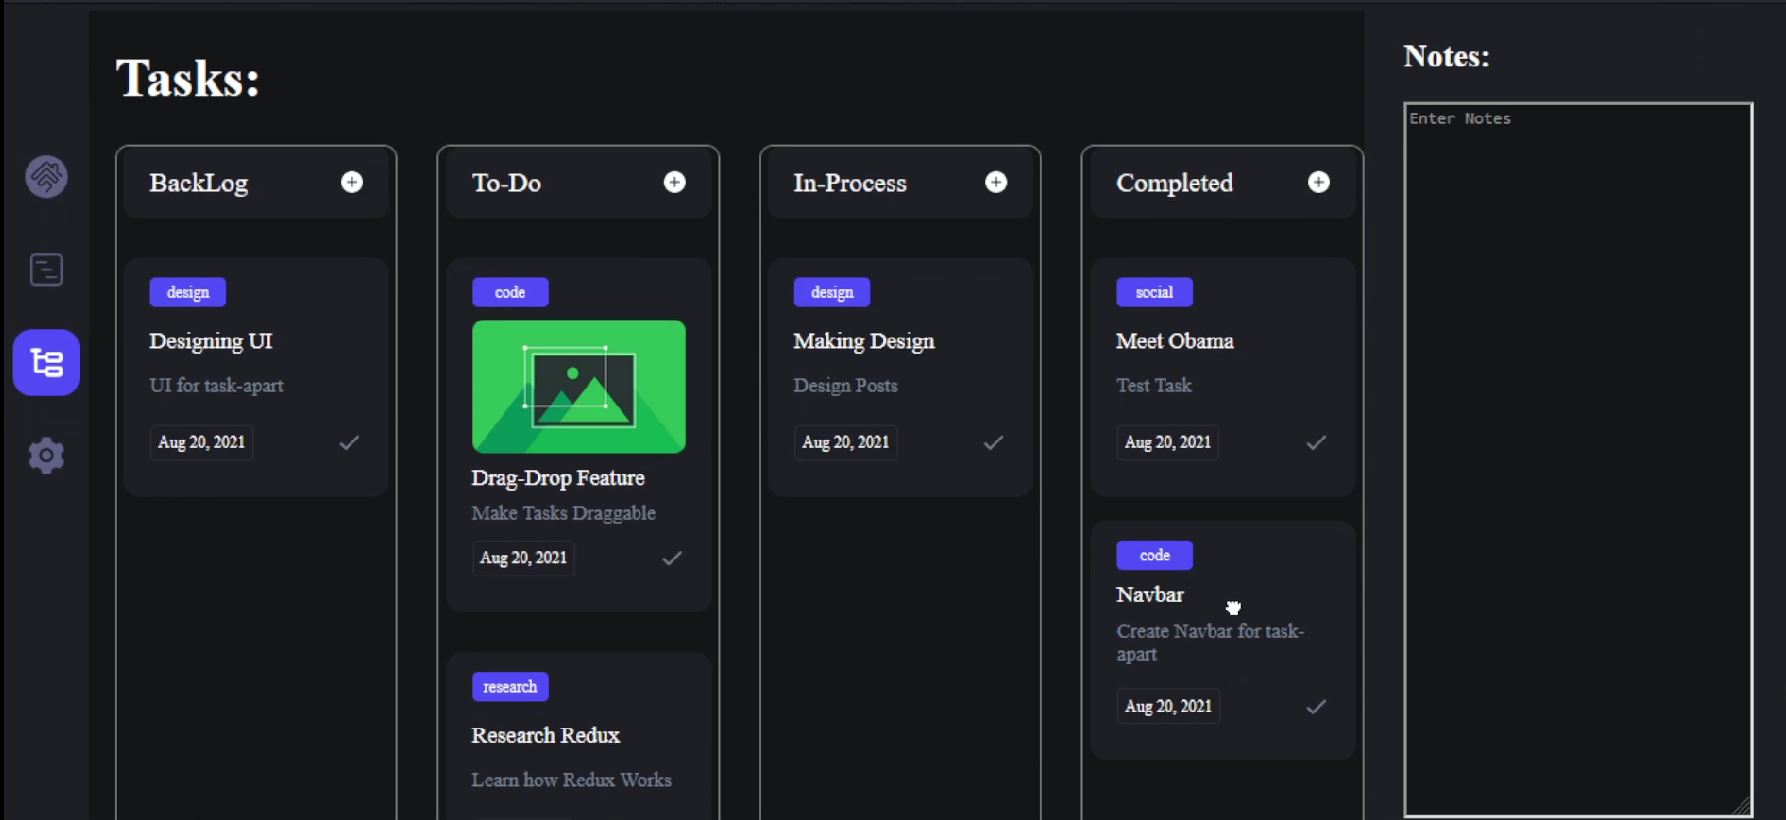 Tasks:
BackLog
design
Designing UI
UI for task-apart
Aug 20, 2021
To-Do
code
Drag-Drop Feature
Make Tasks Draggable
Aug 20, 2021
research
Research Redux
Learn how Redux Works
In-Process
design
Making Design
Design Posts
Aug 20, 2021
Completed
social
Meet Obama
Test Task
Aug 20, 2021
code
Navbar
Create Navbar for task-
apart
Aug 20, 2021
Notes:
Enter Notes